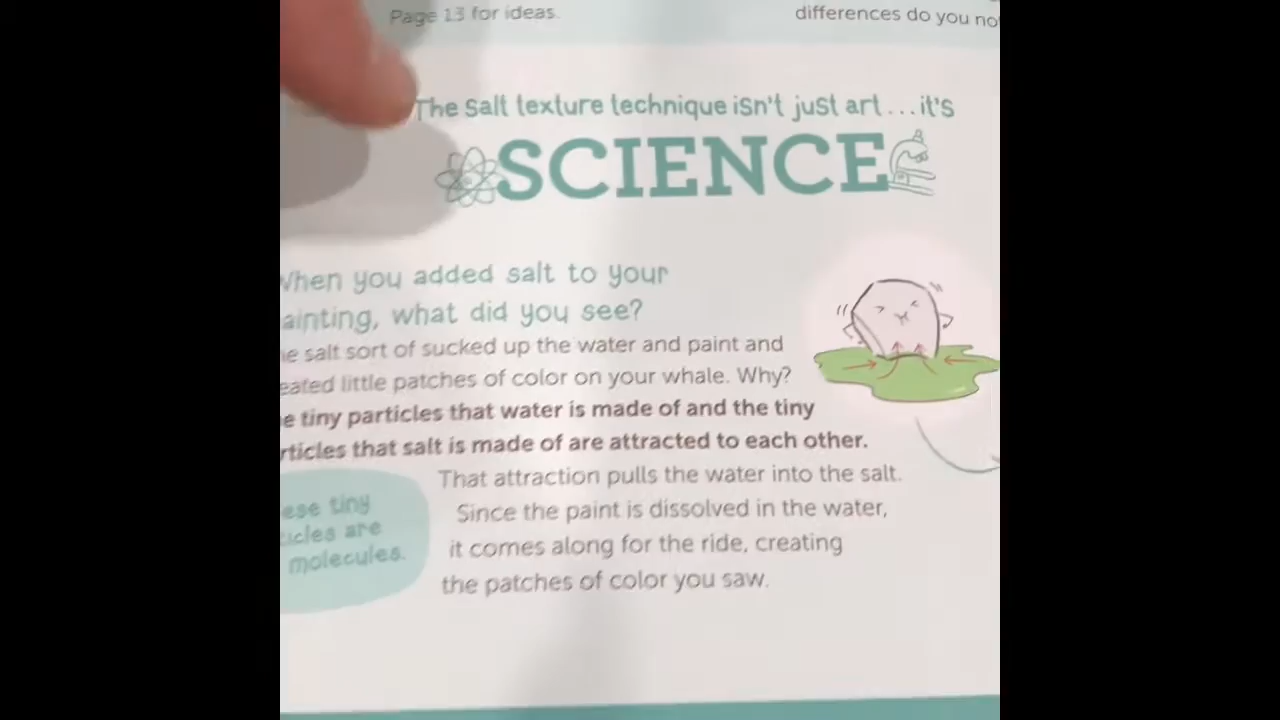 Page 13 for ideas.
differences do you no
The salt texture technique isn't just art...it's
SCIENCE
When you added salt to your
ainting, what did you see?
e salt sort of sucked up the water and paint and
eated little patches of color on your whale. Why?
e tiny particles that water is made of and the tiny
rticles that salt is made of are attracted to each other.
That attraction pulls the water into the salt.
Since the paint is dissolved in the water,
it comes along for the ride, creating
the patches of color you saw.
ese tiny
ticles are
molecules.